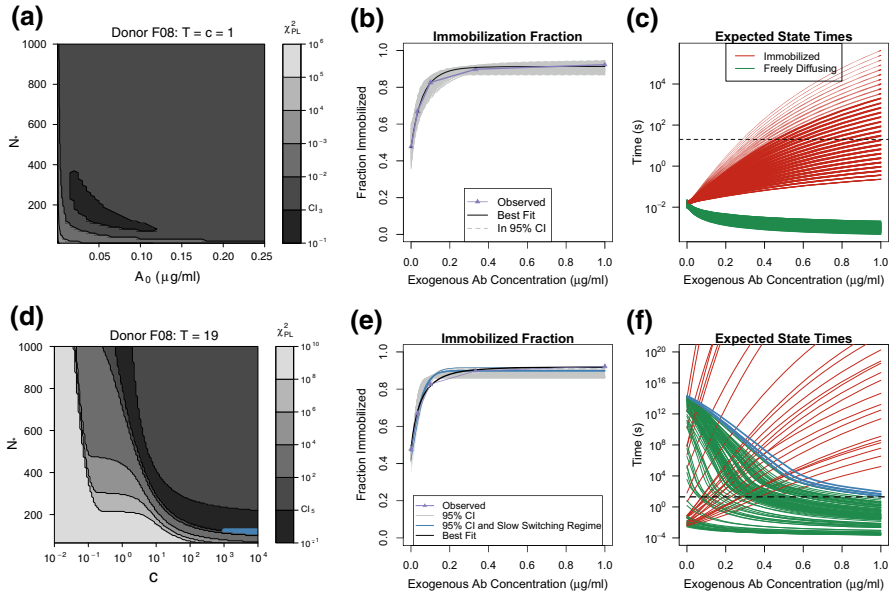 (a)
Donor F08: T = c = 1
N*
1000
800
600
400
200
0.05
0.10
0.15
0.20
0.25
A0 (μg/ml)
χ²PL
10^6
10^5
10^3
10^1
10^-2
CI3
10^-1
(b)
Immobilization Fraction
Fraction Immobilized
1.0
0.8
0.6
0.4
0.2
0.0
Observed
Best Fit
In 95% CI
0.0
0.2
0.4
0.6
0.8
1.0
Exogenous Ab Concentration (μg/ml)
(c)
Expected State Times
Immobilized
Freely Diffusing
Time (s)
10^4
10^2
10^0
10^-2
0.0
0.2
0.4
0.6
0.8
1.0
Exogenous Ab Concentration (μg/ml)
(d)
Donor F08: T = 19
N*
1000
800
600
400
200
10^-2
10^-1
10^0
10^1
10^2
10^3
10^4
c
χ²PL
10^10
10^8
10^6
10^4
10^2
CI5
10^-1
(e)
Immobilized Fraction
Fraction Immobilized
1.0
0.8
0.6
0.4
0.2
0.0
Observed
95% CI
95% CI and Slow Switching Regime
Best Fit
0.0
0.2
0.4
0.6
0.8
1.0
Exogenous Ab Concentration (μg/ml)
(f)
Expected State Times
Time (s)
10^20
10^16
10^12
10^8
10^4
10^0
10^-4
0.0
0.2
0.4
0.6
0.8
1.0
Exogenous Ab Concentration (μg/ml)